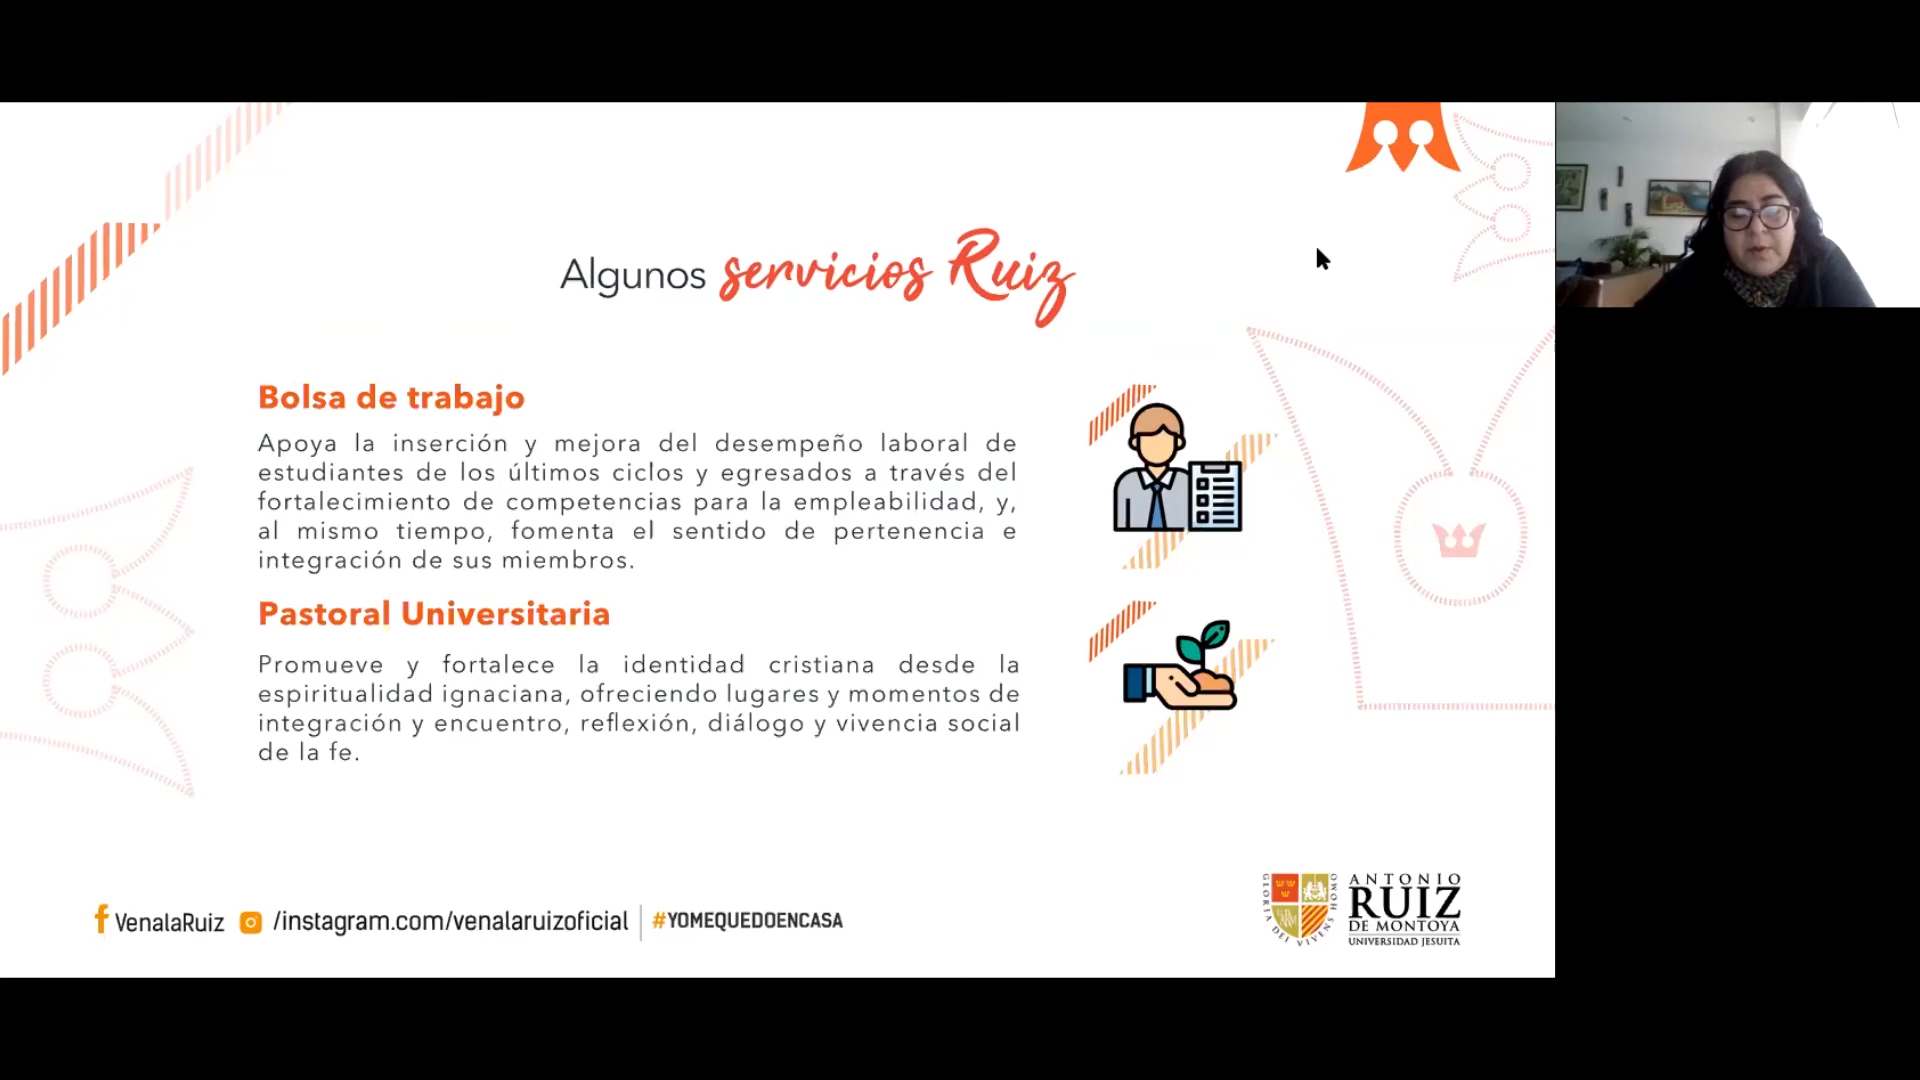 Algunos servicios Ruiz
Bolsa de trabajo
Apoya la inserción y mejora del desempeño laboral de
estudiantes de los últimos ciclos y egresados a través del
fortalecimiento de competencias para la empleabilidad, y,
al mismo tiempo, fomenta el sentido de pertenencia e
integración de sus miembros.
Pastoral Universitaria
Promueve y fortalece la identidad cristiana desde la
espiritualidad ignaciana, ofreciendo lugares y momentos de
integración y encuentro, reflexión, diálogo y vivencia social
de la fe.
VenalaRuiz /instagram.com/venalaruizoficial #YOMEQUEDOENCASA
GLORIA DEI VIVENS HOMO
ANTONIO
RUIZ
DE MONTOYA
UNIVERSIDAD JESUITA